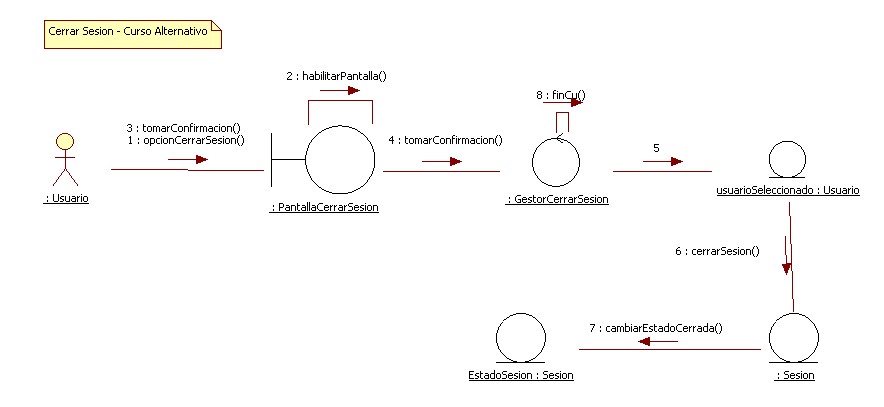 Cerrar Sesion - Curso Alternativo
2 : habilitarPantalla()
8 : finCu()
3 : tomarConfirmacion()
1 : opcionCerrarSesion()
4 : tomarConfirmacion()
5
: Usuario
: PantallaCerrarSesion
: GestorCerrarSesion
usuarioSeleccionado : Usuario
6 : cerrarSesion()
7 : cambiarEstadoCerrada()
EstadoSesion : Sesion
: Sesion